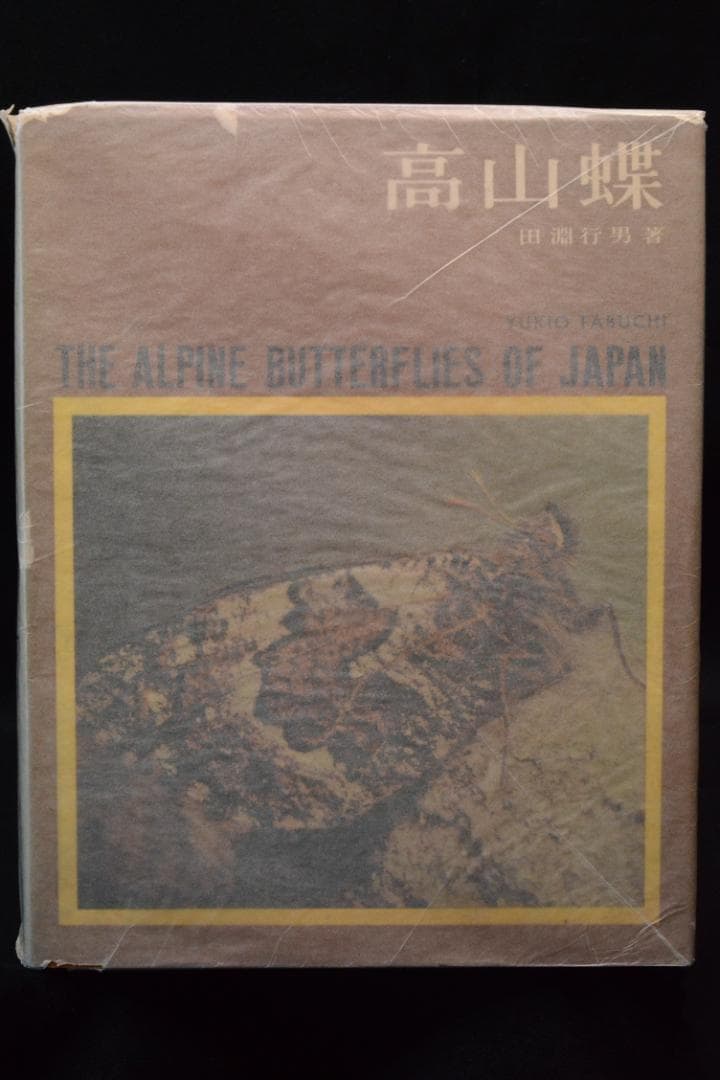 高山蝶
田淵行男 著
YUKIO TABUCHI
THE ALPINE BUTTERFLIES OF JAPAN